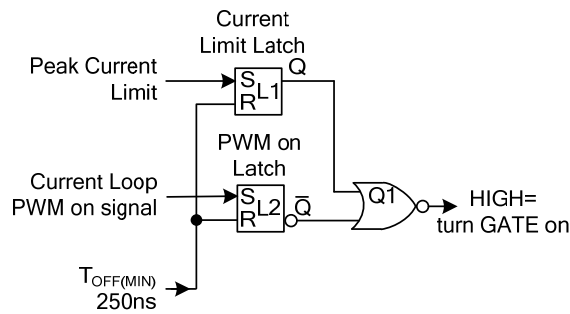 Current
Limit Latch
Peak Current
Limit
S
R
L1
Q
PWM on
Latch
Current Loop
PWM on signal
S
R
L2
Q̅
Q1
HIGH=
turn GATE on
TOFF(MIN)
250ns